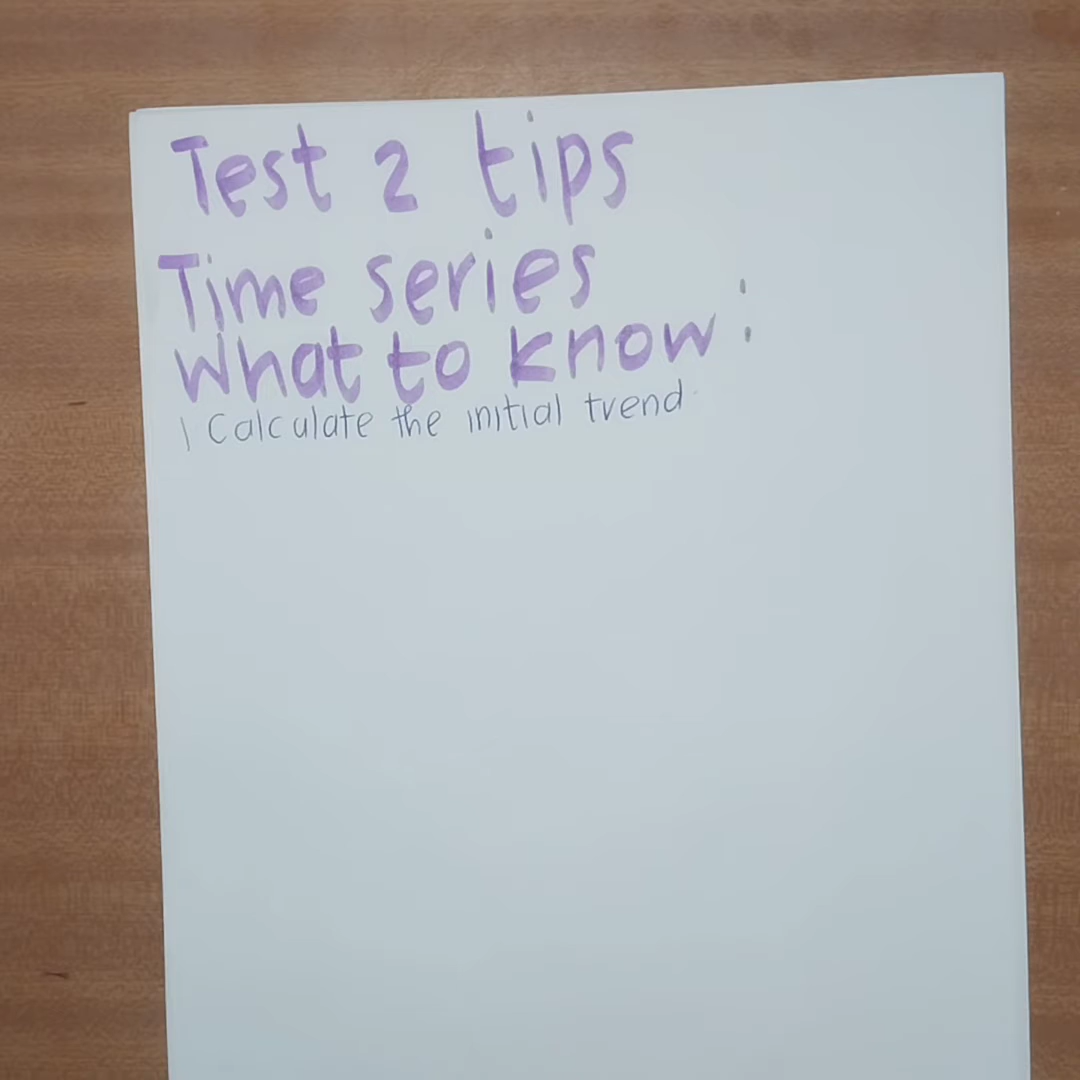 Test 2 tips
Time series
What to know :
1 Calculate the initial trend